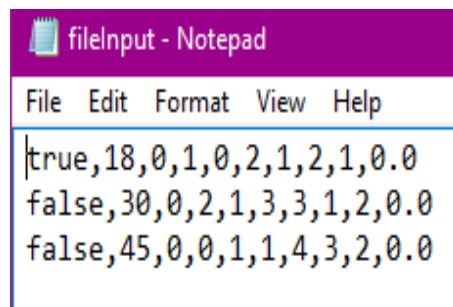 fileInput - Notepad
File Edit Format View Help
true,18,0,1,0,2,1,2,1,0.0
false,30,0,2,1,3,3,1,2,0.0
false,45,0,0,1,1,4,3,2,0.0